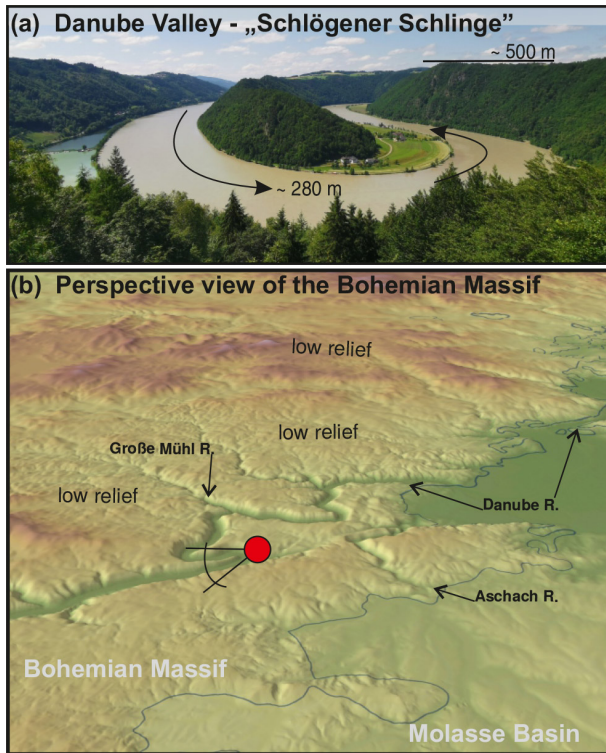 (a) Danube Valley - „Schlögener Schlinge”
~ 500 m
~ 280 m
(b) Perspective view of the Bohemian Massif
low relief
low relief
Große Mühl R.
low relief
Danube R.
Aschach R.
Bohemian Massif
Molasse Basin